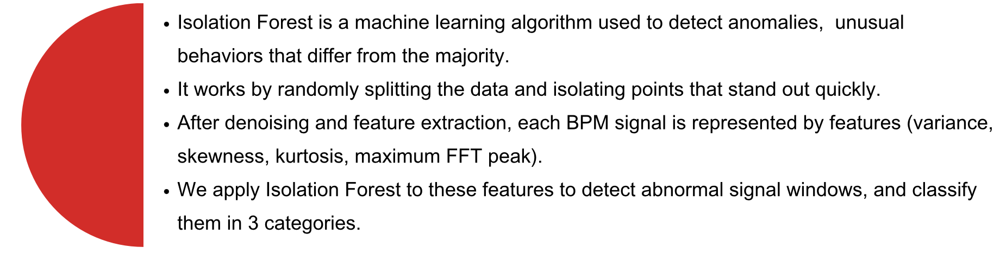 • Isolation Forest is a machine learning algorithm used to detect anomalies,  unusual
behaviors that differ from the majority.
• It works by randomly splitting the data and isolating points that stand out quickly.
• After denoising and feature extraction, each BPM signal is represented by features (variance,
skewness, kurtosis, maximum FFT peak).
• We apply Isolation Forest to these features to detect abnormal signal windows, and classify
them in 3 categories.